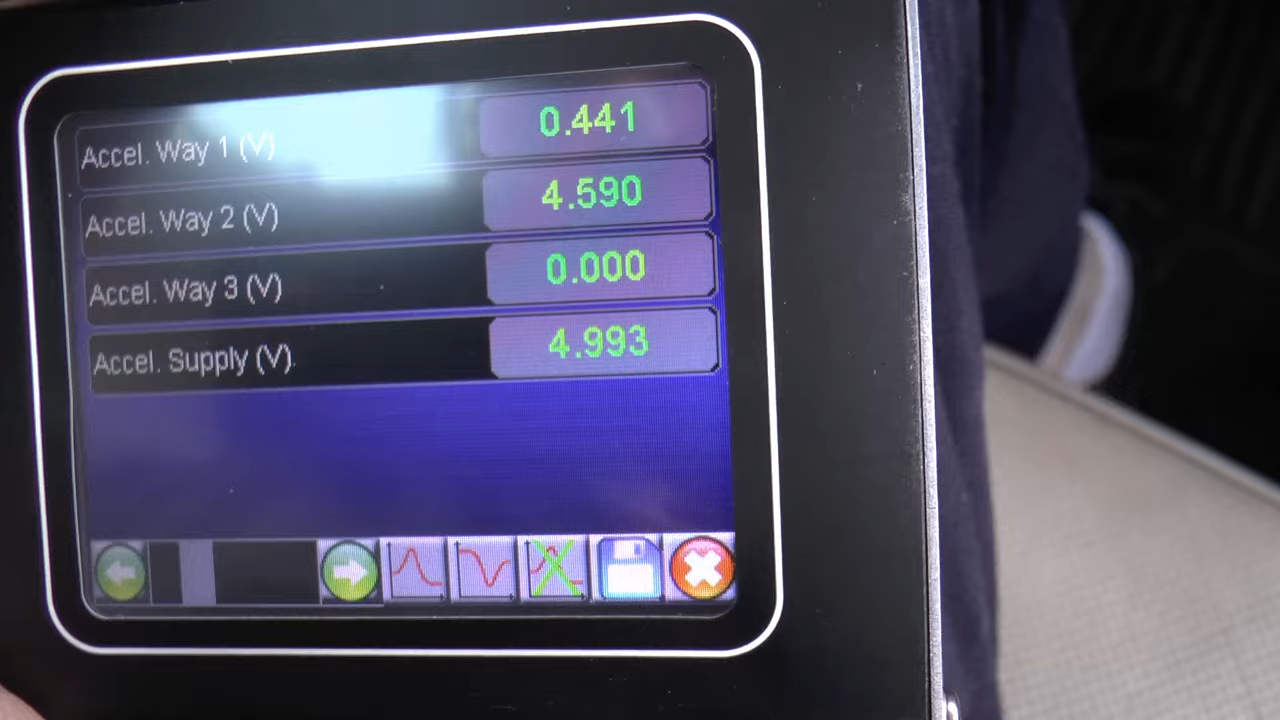 Accel. Way 1 (V) 0.441
Accel. Way 2 (V) 4.590
Accel. Way 3 (V) 0.000
Accel. Supply (V). 4.993